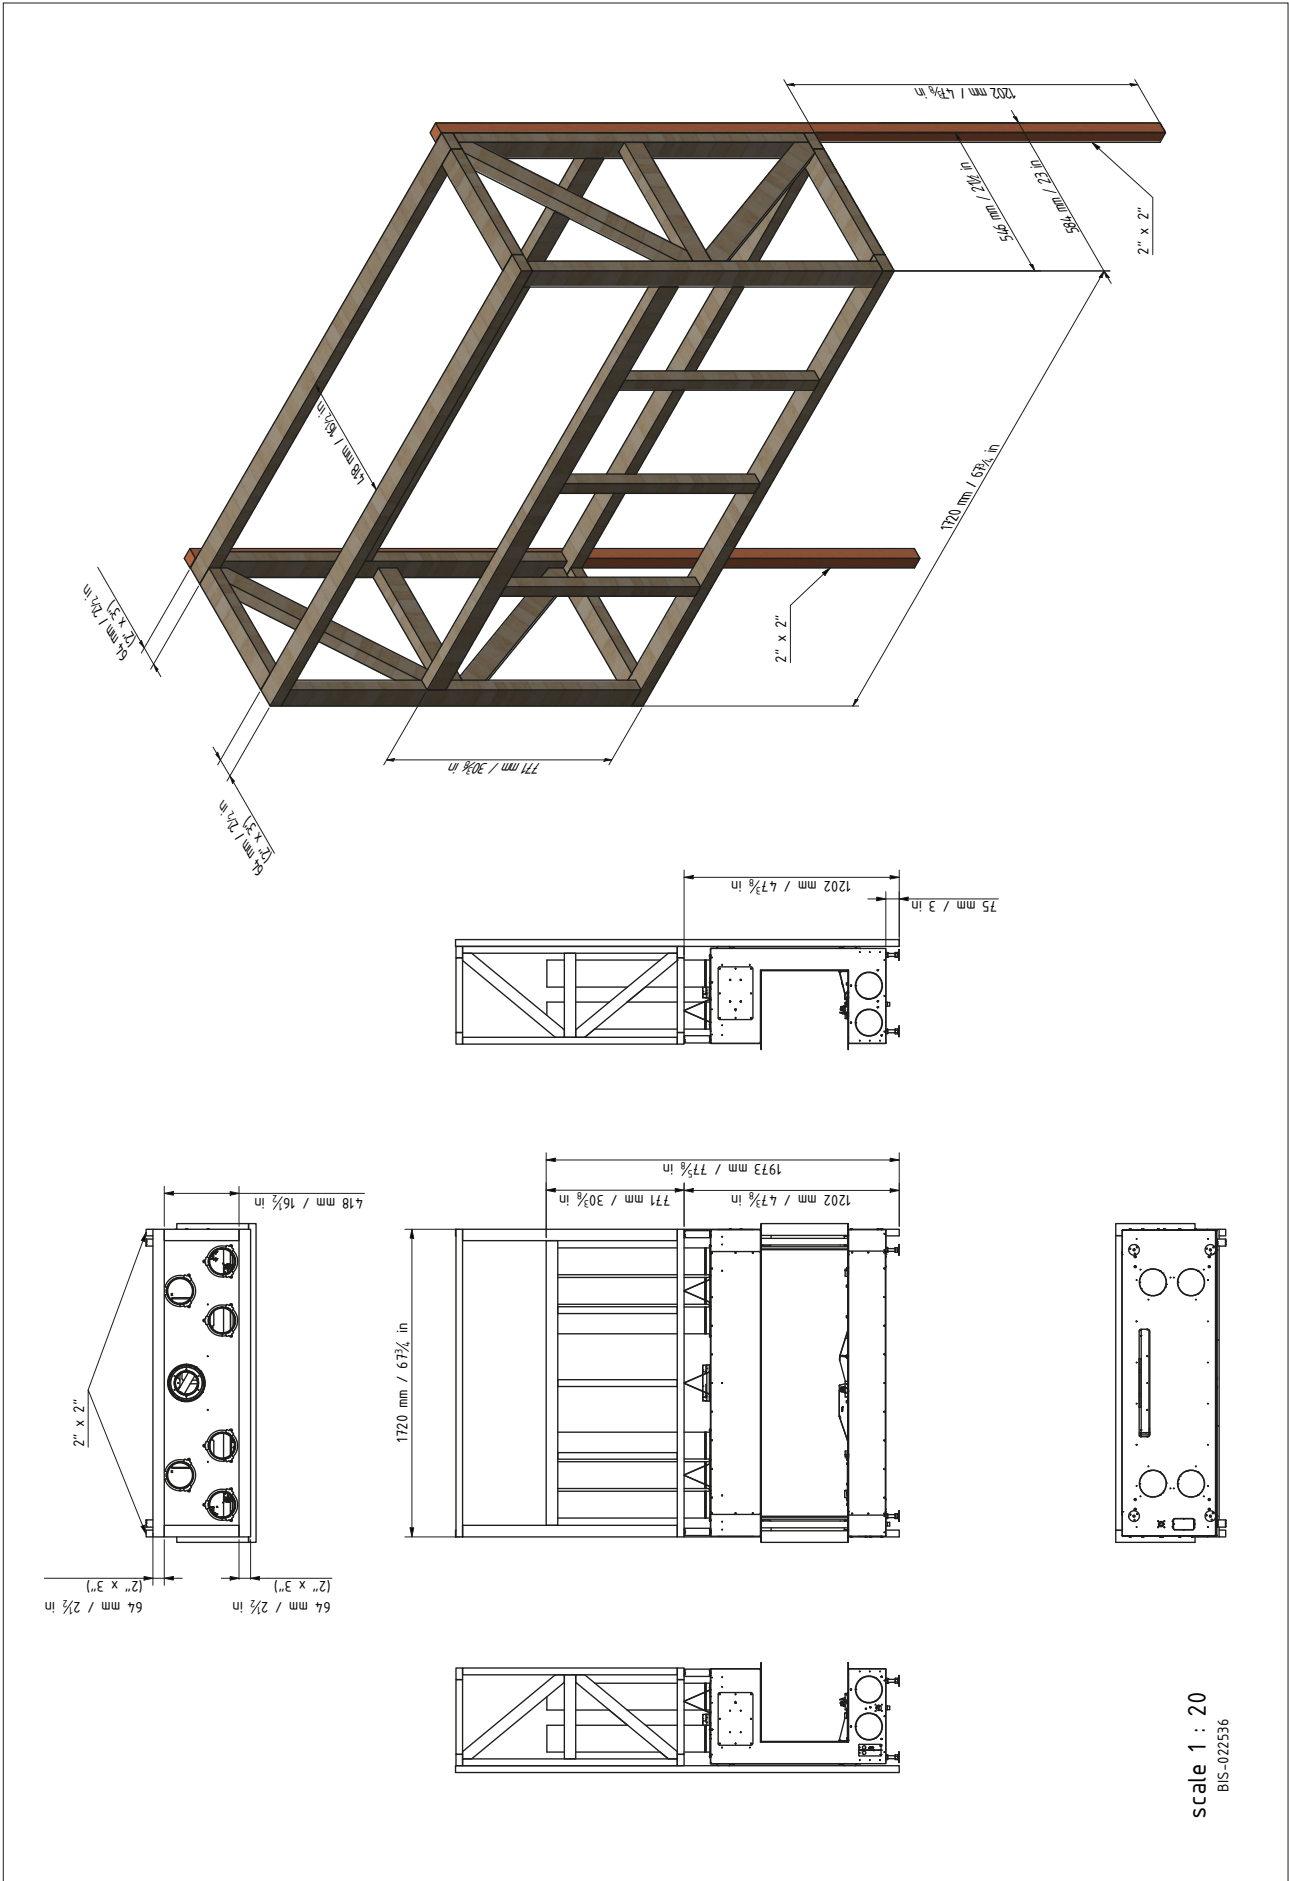 1202 mm / 47⅜ in
546 mm / 21½ in
584 mm / 23 in
2" x 2"
418 mm / 16½ in
1720 mm / 67¾ in
64 mm / 2½ in
(2" x 3")
2" x 2"
771 mm / 30⅜ in
64 mm / 2½ in
(2" x 3")
1202 mm / 47⅜ in
75 mm / 3 in
1973 mm / 77⅝ in
418 mm / 16½ in
771 mm / 30⅜ in
1202 mm / 47⅜ in
2" x 2"
1720 mm / 67¾ in
64 mm / 2½ in
(2" x 3")
64 mm / 2½ in
(2" x 3")
scale 1 : 20
BIS-022536